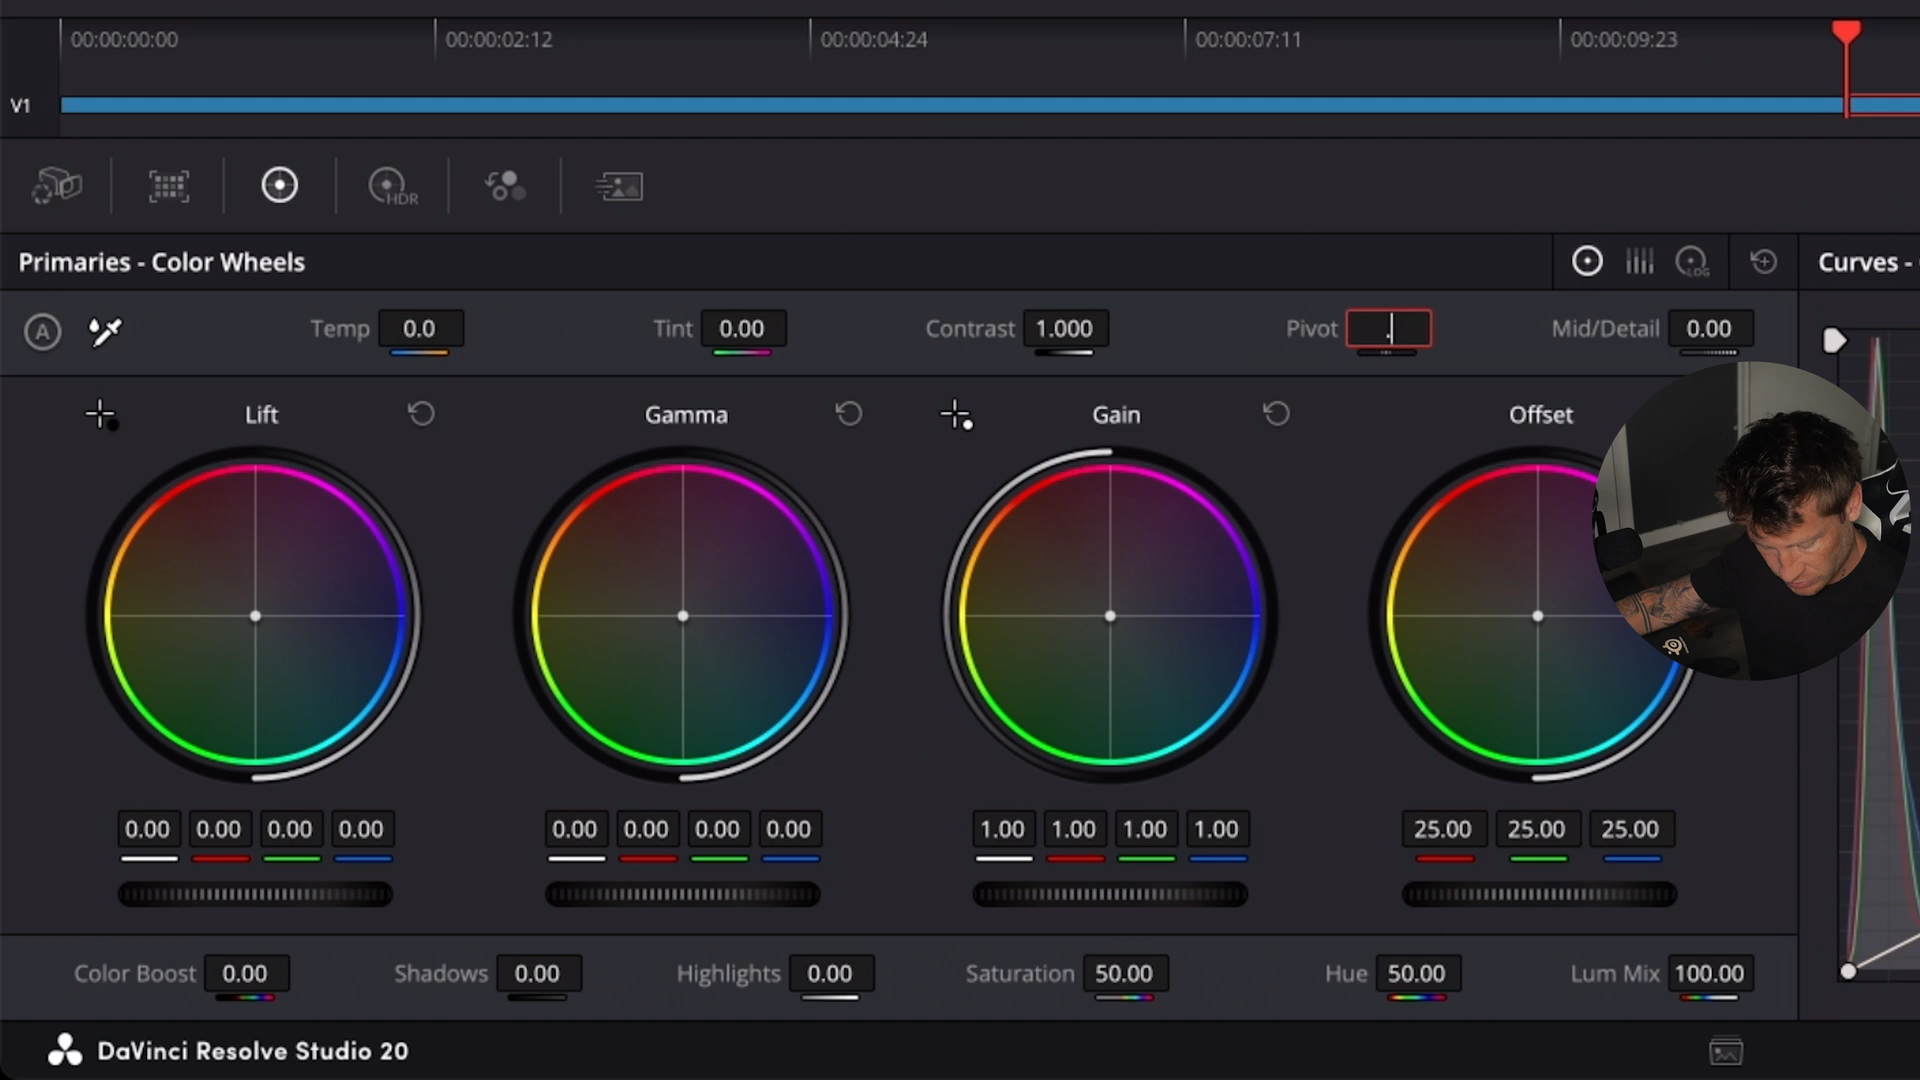 00:00:00:00 00:00:02:12 00:00:04:24 00:00:07:11 00:00:09:23
V1
HDR
Primaries - Color Wheels
LOG
Curves -
A Temp 0.0 Tint 0.00 Contrast 1.000 Pivot . Mid/Detail 0.00
Lift Gamma Gain Offset
0.00 0.00 0.00 0.00 0.00 0.00 0.00 0.00 1.00 1.00 1.00 1.00 25.00 25.00 25.00
Color Boost 0.00 Shadows 0.00 Highlights 0.00 Saturation 50.00 Hue 50.00 Lum Mix 100.00
DaVinci Resolve Studio 20